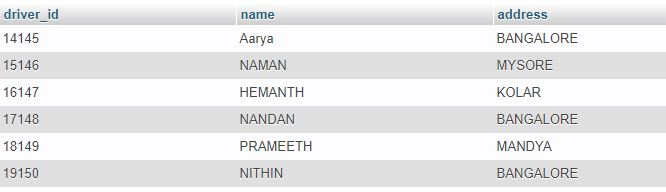 driver_id name address
14145 Aarya BANGALORE
15146 NAMAN MYSORE
16147 HEMANTH KOLAR
17148 NANDAN BANGALORE
18149 PRAMEETH MANDYA
19150 NITHIN BANGALORE